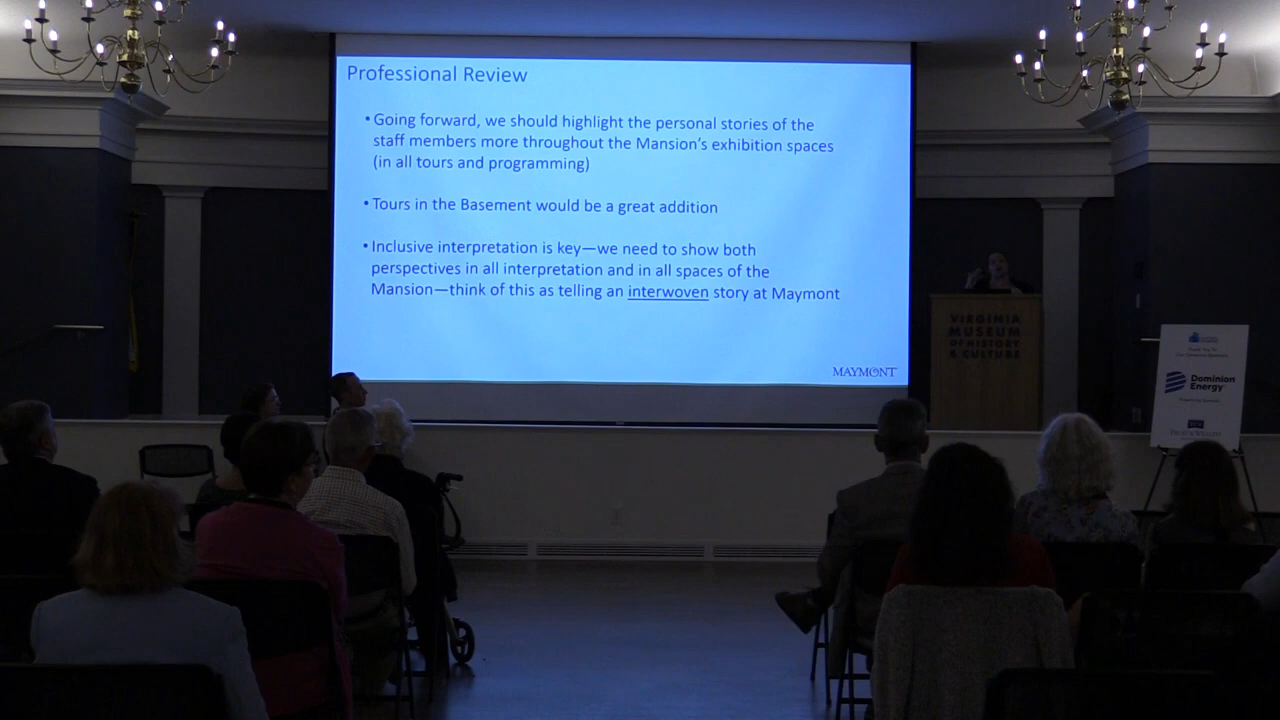 Professional Review
• Going forward, we should highlight the personal stories of the
staff members more throughout the Mansion's exhibition spaces
(in all tours and programming)
• Tours in the Basement would be a great addition
• Inclusive interpretation is key—we need to show both
perspectives in all interpretation and in all spaces of the
Mansion—think of this as telling an interwoven story at Maymont
MAYMONT
VIRGINIA
MUSEUM
OF HISTORY
& CULTURE
Dominion
Energy